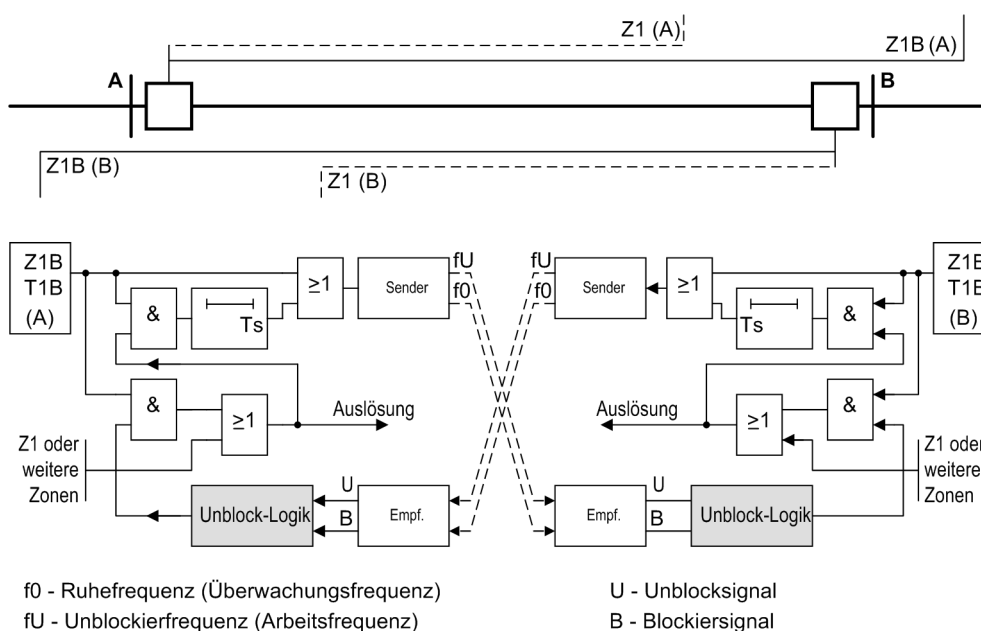 Z1 (A)
Z1B (A)
A
B
Z1B (B)
Z1 (B)
Z1B
T1B
(A)
&
Ts
≥1
Sender
fU
f0
fU
f0
Sender
≥1
Ts
&
Z1B
T1B
(B)
&
≥1
Auslösung
Auslösung
≥1
&
Z1 oder
weitere
Zonen
Z1 oder
weitere
Zonen
Unblock-Logik
U
B
Empf.
Empf.
U
B
Unblock-Logik
f0 - Ruhefrequenz (Überwachungsfrequenz)
fU - Unblockierfrequenz (Arbeitsfrequenz)
U - Unblocksignal
B - Blockiersignal